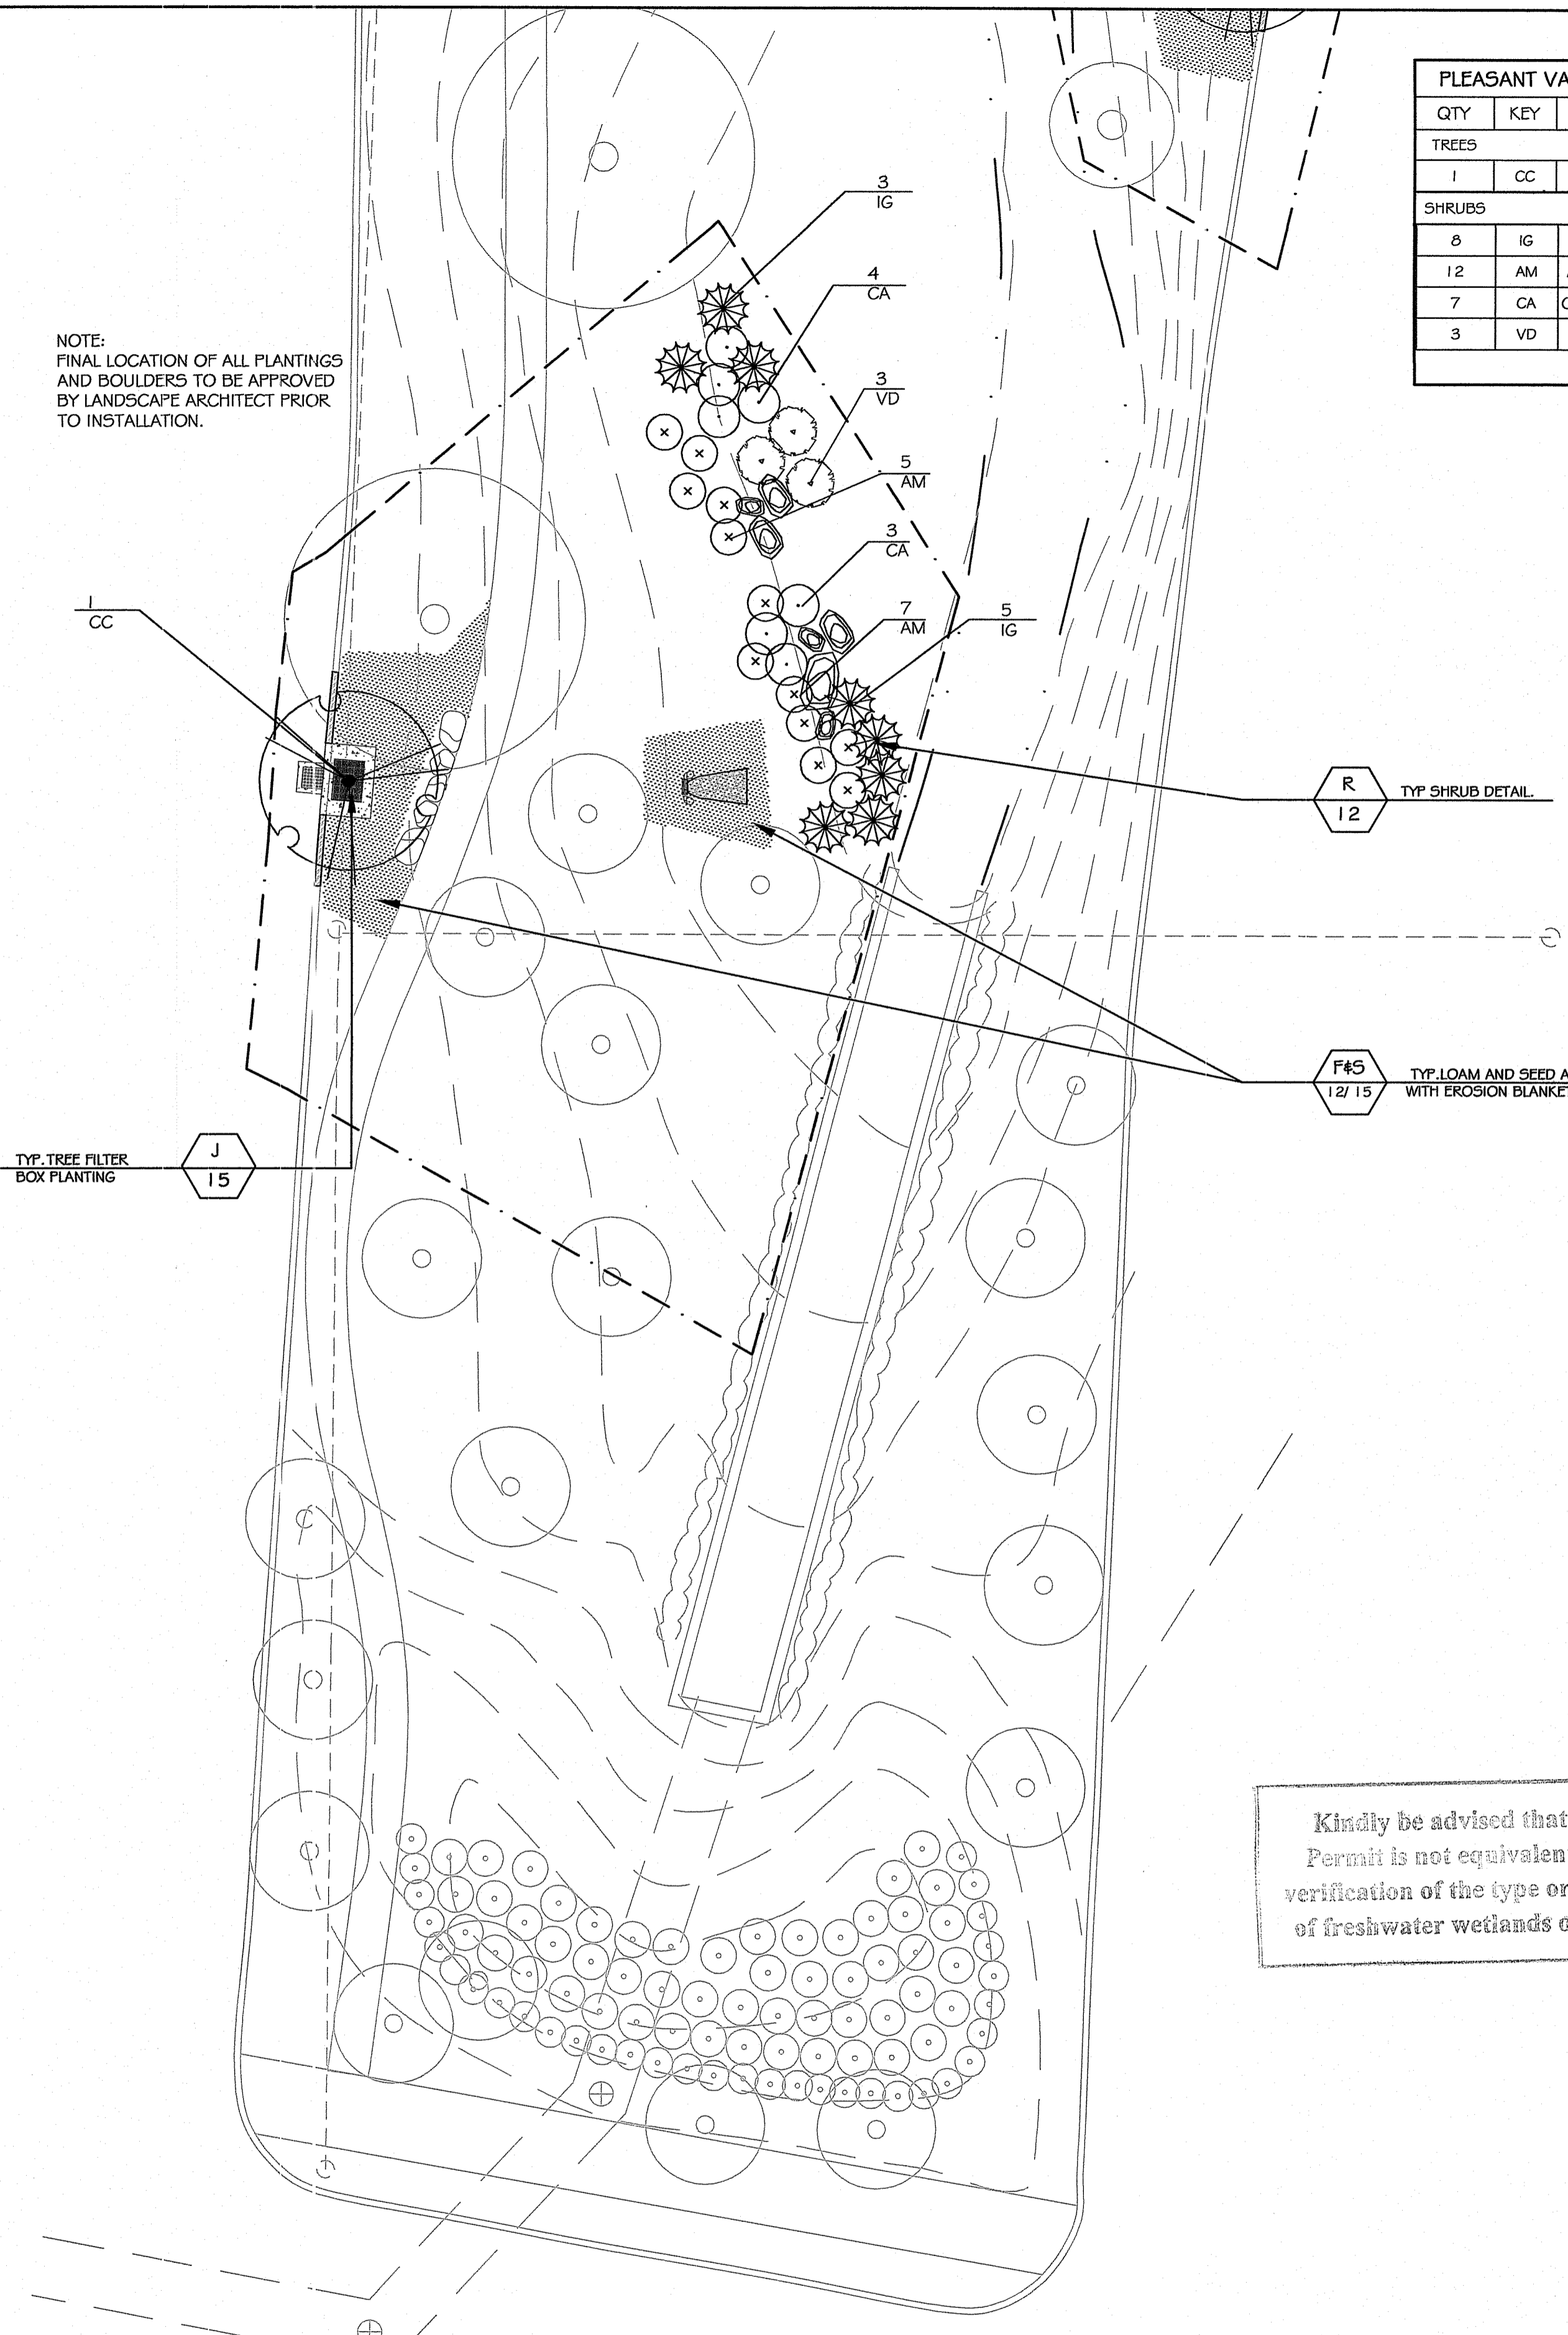 PLEASANT VA
QTY KEY
TREES
1 CC
SHRUBS
8 IG
12 AM
7 CA
3 VD
3
IG
4
CA
NOTE:
FINAL LOCATION OF ALL PLANTINGS
AND BOULDERS TO BE APPROVED
BY LANDSCAPE ARCHITECT PRIOR
TO INSTALLATION.
3
VD
5
AM
3
CA
1
CC
7
AM
5
IG
R
12
TYP SHRUB DETAIL.
F&S
12/15
TYP.LOAM AND SEED A
WITH EROSION BLANKET
TYP.TREE FILTER
BOX PLANTING
J
15
Kindly be advised that
Permit is not equivalen
verification of the type or
of freshwater wetlands o